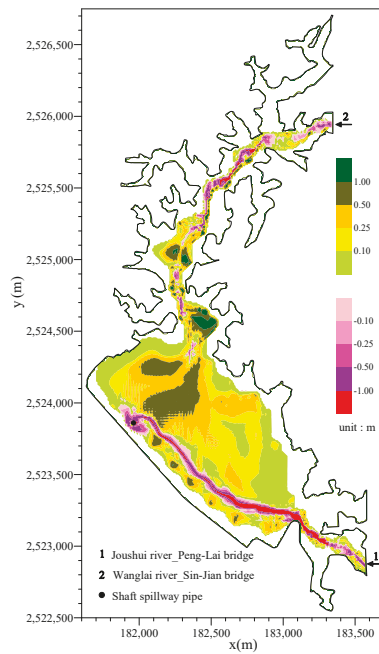 2,526,500
2,526,000
2,525,500
2,525,000
2,524,500
2,524,000
2,523,500
2,523,000
2,522,500
y (m)
2
1.00
0.50
0.25
0.10
-0.10
-0.25
-0.50
-1.00
unit : m
1
1 Joushui river_Peng-Lai bridge
2 Wanglai river_Sin-Jian bridge
Shaft spillway pipe
182,000 182,500 183,000 183,500
x(m)